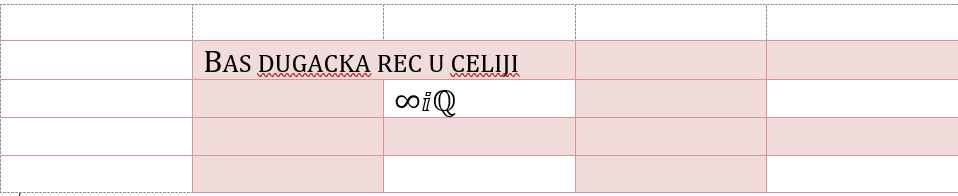 BAS DUGACKA REC U CELIJI
∞ⅈℚ